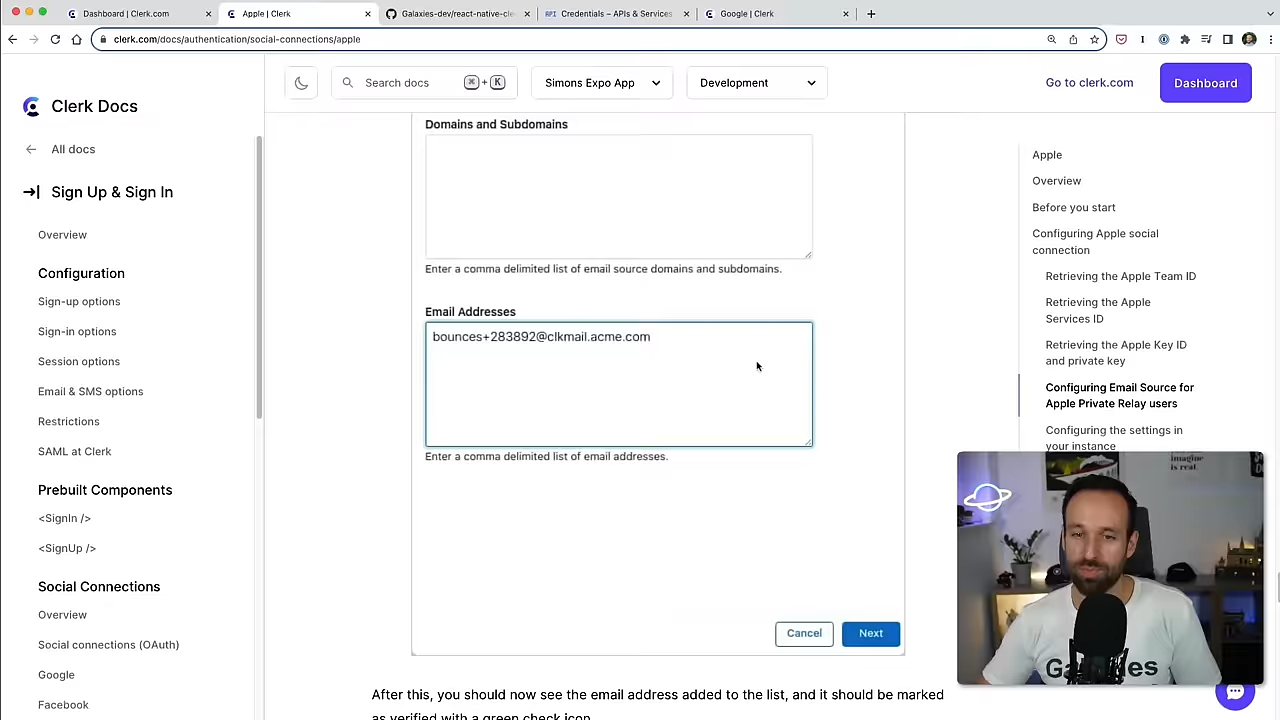 Dashboard | Clerk.com
Apple | Clerk
Galaxies-dev/react-native-cle
API Credentials – APIs & Services
Google | Clerk
clerk.com/docs/authentication/social-connections/apple
Clerk Docs
Search docs
⌘ + K
Simons Expo App
Development
Go to clerk.com
Dashboard
All docs
Sign Up & Sign In
Overview
Configuration
Sign-up options
Sign-in options
Session options
Email & SMS options
Restrictions
SAML at Clerk
Prebuilt Components
<SignIn />
<SignUp />
Social Connections
Overview
Social connections (OAuth)
Google
Facebook
Domains and Subdomains
Enter a comma delimited list of email source domains and subdomains.
Email Addresses
bounces+283892@clkmail.acme.com
Enter a comma delimited list of email addresses.
Cancel
Next
After this, you should now see the email address added to the list, and it should be marked
as verified with a green check icon
Apple
Overview
Before you start
Configuring Apple social
connection
Retrieving the Apple Team ID
Retrieving the Apple
Services ID
Retrieving the Apple Key ID
and private key
Configuring Email Source for
Apple Private Relay users
Configuring the settings in
your instance
imagine
is real.